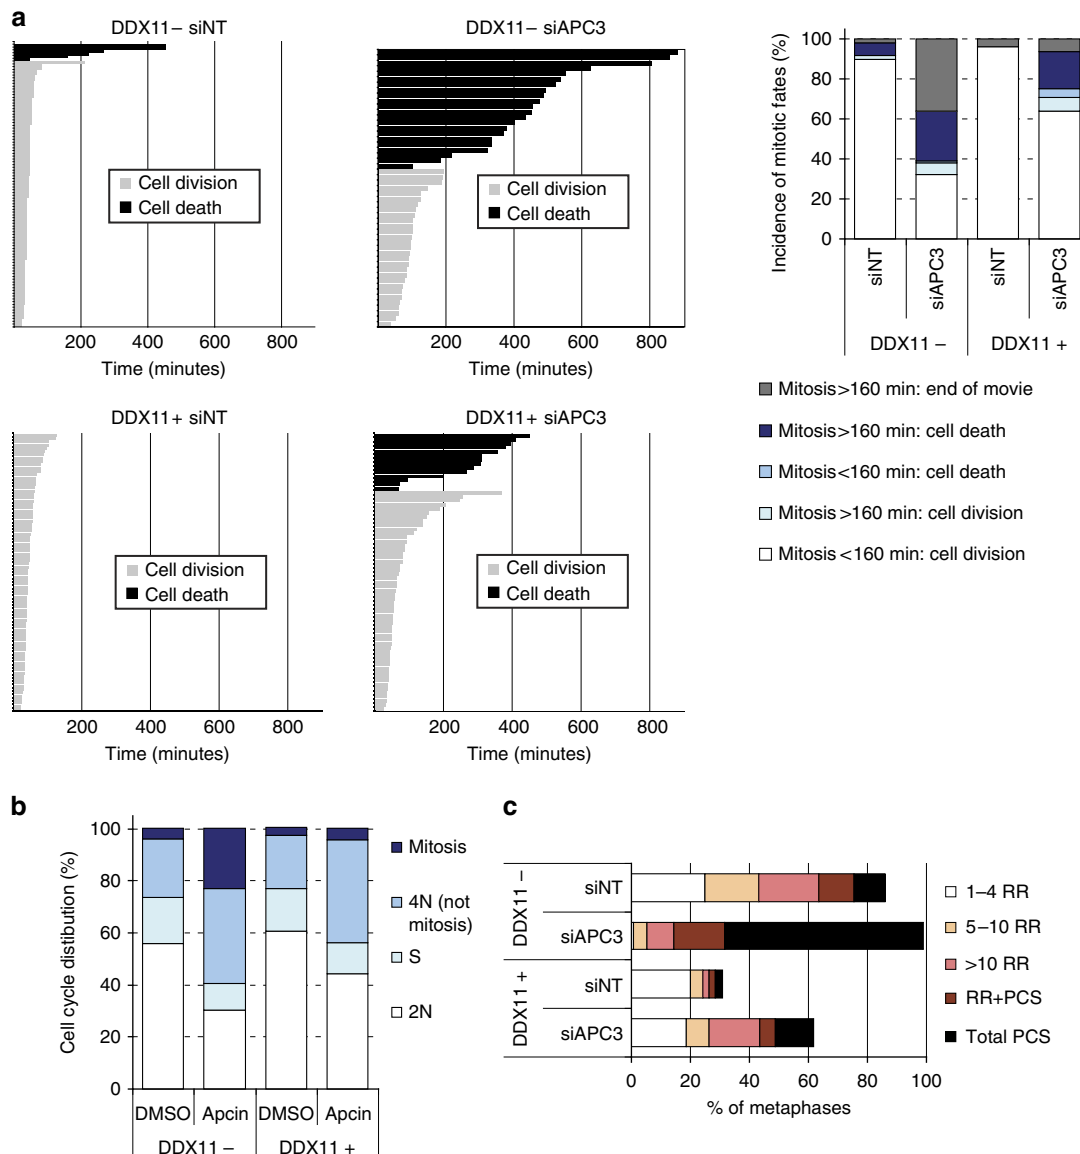 a
DDX11– siNT
Cell division
Cell death
200 400 600 800
Time (minutes)
DDX11– siAPC3
Cell division
Cell death
200 400 600 800
Time (minutes)
DDX11+ siNT
Cell division
Cell death
200 400 600 800
Time (minutes)
DDX11+ siAPC3
Cell division
Cell death
200 400 600 800
Time (minutes)
Incidence of mitotic fates (%)
100
80
60
40
20
0
siNT siAPC3 siNT siAPC3
DDX11 – DDX11 +
Mitosis>160 min: end of movie
Mitosis>160 min: cell death
Mitosis<160 min: cell death
Mitosis>160 min: cell division
Mitosis<160 min: cell division
b
Cell cycle distibution (%)
100
80
60
40
20
0
DMSO Apcin DMSO Apcin
DDX11 – DDX11 +
Mitosis
4N (not
mitosis)
S
2N
c
DDX11 –
siNT
siAPC3
DDX11 +
siNT
siAPC3
0 20 40 60 80 100
% of metaphases
1–4 RR
5–10 RR
>10 RR
RR+PCS
Total PCS